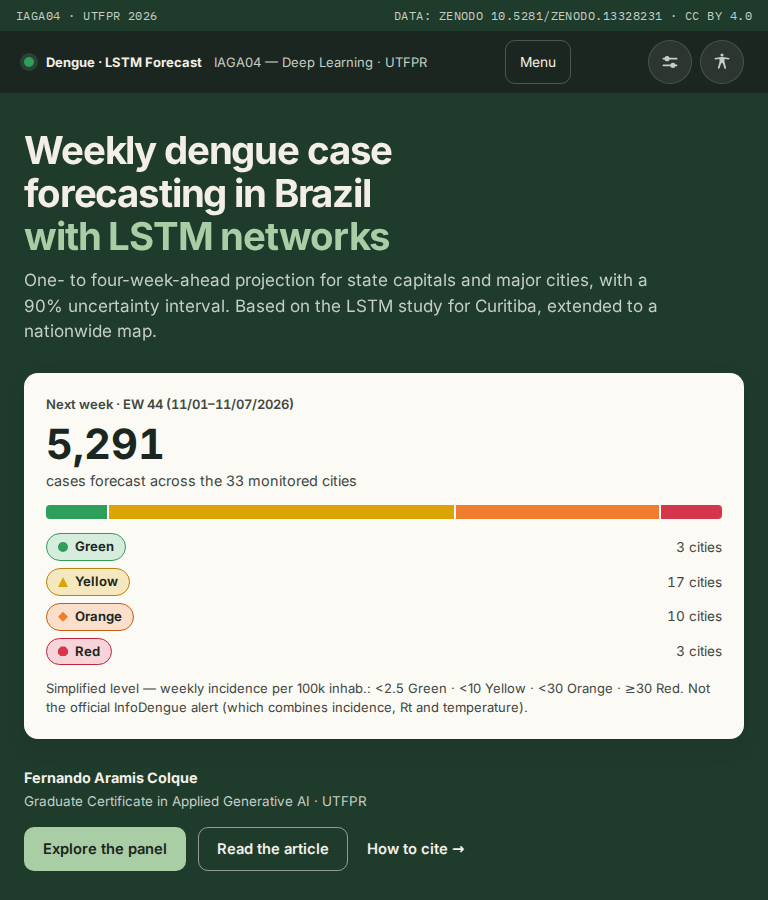 IAGA04 · UTFPR 2026
DATA: ZENODO 10.5281/ZENODO.13328231 · CC BY 4.0
Dengue · LSTM Forecast IAGA04 — Deep Learning · UTFPR
Menu
Weekly dengue case
forecasting in Brazil
with LSTM networks
One- to four-week-ahead projection for state capitals and major cities, with a
90% uncertainty interval. Based on the LSTM study for Curitiba, extended to a
nationwide map.
Next week · EW 44 (11/01–11/07/2026)
5,291
cases forecast across the 33 monitored cities
Green 3 cities
Yellow 17 cities
Orange 10 cities
Red 3 cities
Simplified level — weekly incidence per 100k inhab.: <2.5 Green · <10 Yellow · <30 Orange · ≥30 Red. Not
the official InfoDengue alert (which combines incidence, Rt and temperature).
Fernando Aramis Colque
Graduate Certificate in Applied Generative AI · UTFPR
Explore the panel
Read the article
How to cite →